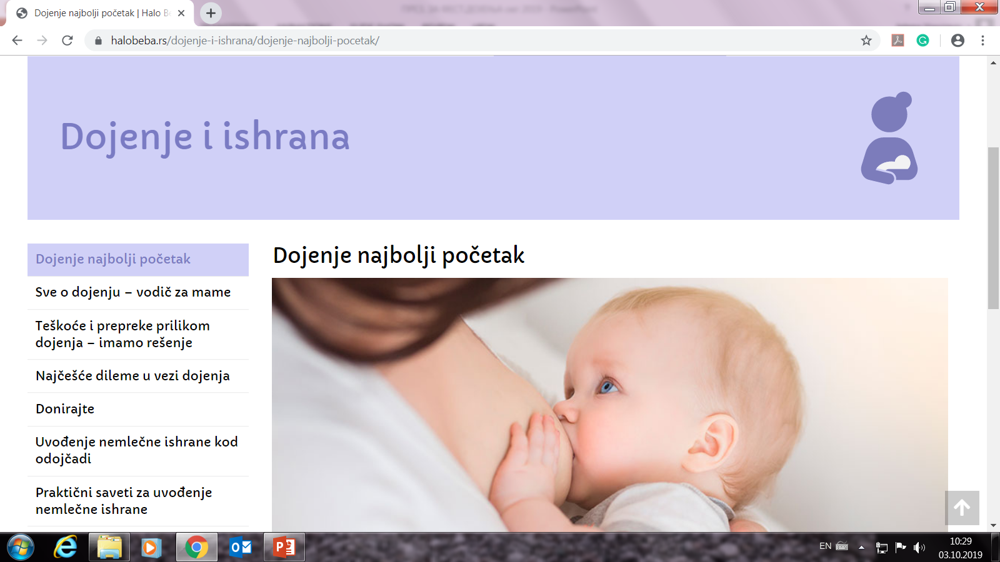 Dojenje najbolji početak | Halo Be
halobeba.rs/dojenje-i-ishrana/dojenje-najbolji-pocetak/
Dojenje i ishrana
Dojenje najbolji početak
Sve o dojenju – vodič za mame
Teškoće i prepreke prilikom
dojenja – imamo rešenje
Najčešće dileme u vezi dojenja
Donirajte
Uvođenje nemlečne ishrane kod
odojčadi
Praktični saveti za uvođenje
nemlečne ishrane
Dojenje najbolji početak
EN
10:29
03.10.2019